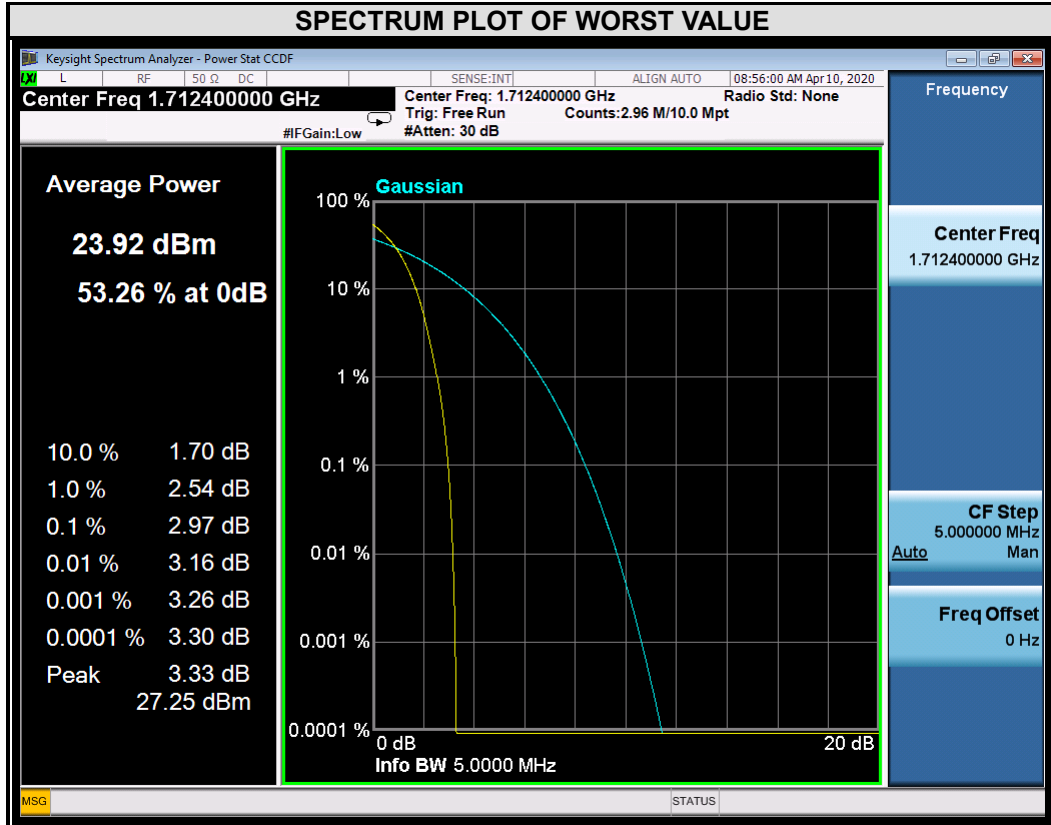 SPECTRUM PLOT OF WORST VALUE
Keysight Spectrum Analyzer - Power Stat CCDF
LXI L RF 50 Ω DC SENSE:INT ALIGN AUTO 08:56:00 AM Apr 10, 2020
Center Freq 1.712400000 GHz
Center Freq: 1.712400000 GHz Radio Std: None
Trig: Free Run Counts:2.96 M/10.0 Mpt
#IFGain:Low #Atten: 30 dB
Frequency
Average Power
23.92 dBm
53.26 % at 0dB
10.0 % 1.70 dB
1.0 % 2.54 dB
0.1 % 2.97 dB
0.01 % 3.16 dB
0.001 % 3.26 dB
0.0001 % 3.30 dB
Peak 3.33 dB
27.25 dBm
Gaussian
100 %
10 %
1 %
0.1 %
0.01 %
0.001 %
0.0001 %
0 dB 20 dB
Info BW 5.0000 MHz
Center Freq
1.712400000 GHz
CF Step
5.000000 MHz
Auto Man
Freq Offset
0 Hz
MSG STATUS